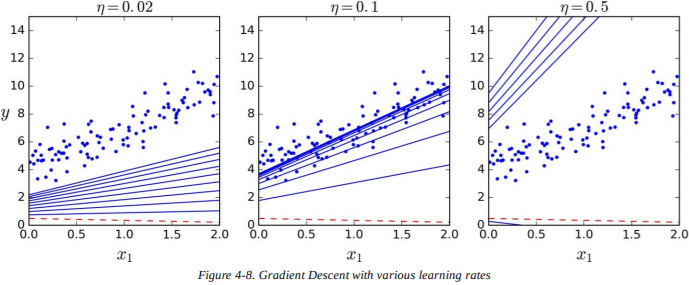 η = 0.02 η = 0.1 η = 0.5
14 14 14
12 12 12
10 10 10
y 8 8 8
6 6 6
4 4 4
2 2 2
0 0 0
0.0 0.5 1.0 1.5 2.0 0.0 0.5 1.0 1.5 2.0 0.0 0.5 1.0 1.5 2.0
x₁ x₁ x₁
Figure 4-8. Gradient Descent with various learning rates